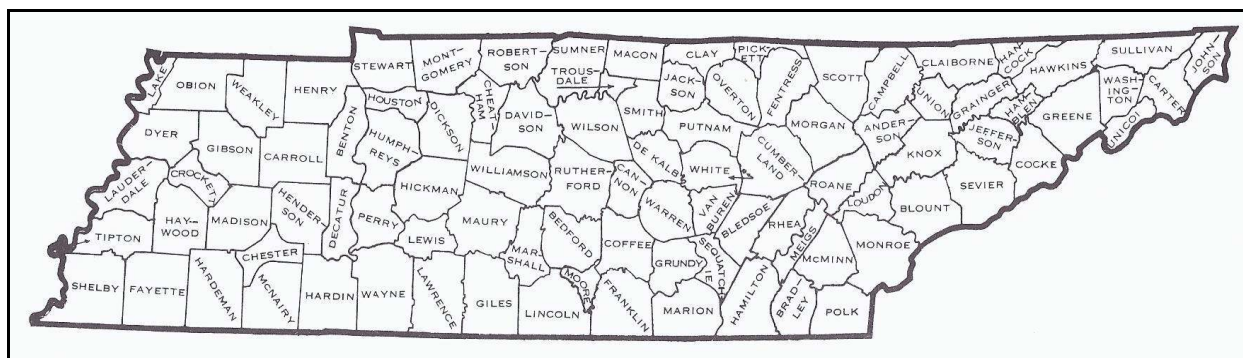 LAKE
OBION
WEAKLEY
HENRY
STEWART
MONT-
GOMERY
ROBERT-
SON
SUMNER
TROUS-
DALE
MACON
CLAY
PICK-
ETT
JACK-
SON
OVERTON
FENTRESS
SCOTT
CAMPBELL
CLAIBORNE
HAN-
COCK
HAWKINS
SULLIVAN
JOHN-
SON
CARTER
WASH-
ING-
TON
UNICOI
GREENE
HAM-
BLEN
GRAINGER
UNION
DYER
GIBSON
CARROLL
BENTON
HOUSTON
HUMPH-
REYS
DICKSON
CHEAT-
HAM
DAVID-
SON
WILSON
SMITH
PUTNAM
DE KALB
WHITE
CUMBER-
LAND
MORGAN
ANDER-
SON
KNOX
JEFFER-
SON
COCKE
SEVIER
BLOUNT
LOUDON
ROANE
LAUDER-
DALE
CROCKETT
HAY-
WOOD
MADISON
HENDER-
SON
DECATUR
PERRY
HICKMAN
LEWIS
WILLIAMSON
MAURY
RUTHER-
FORD
CAN-
NON
WARREN
VAN
BUREN
BLEDSOE
RHEA
MEIGS
McMINN
MONROE
TIPTON
CHESTER
MAR-
SHALL
BEDFORD
MOORE
COFFEE
GRUNDY
SEQUATCH-
IE
SHELBY
FAYETTE
HARDEMAN
McNAIRY
HARDIN
WAYNE
LAWRENCE
GILES
LINCOLN
FRANKLIN
MARION
HAMILTON
BRAD-
LEY
POLK